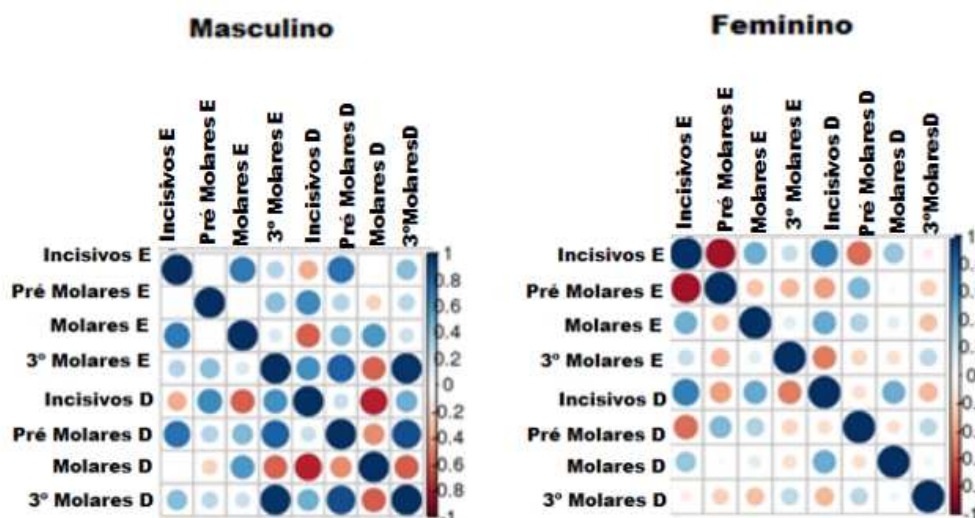 Masculino
Feminino
Incisivos E
Pré Molares E
Molares E
3º Molares E
Incisivos D
Pré Molares D
Molares D
3ºMolares D
Incisivos E
Pré Molares E
Molares E
3º Molares E
Incisivos D
Pré Molares D
Molares D
3ºMolaresD
Incisivos E
Pré Molares E
Molares E
3º Molares E
Incisivos D
Pré Molares D
Molares D
3º Molares D
1
0.8
0.6
0.4
0.2
0
-0.2
-0.4
-0.6
-0.8
-1
Incisivos E
Pré Molares E
Molares E
3º Molares E
Incisivos D
Pré Molares D
Molares D
3º Molares D